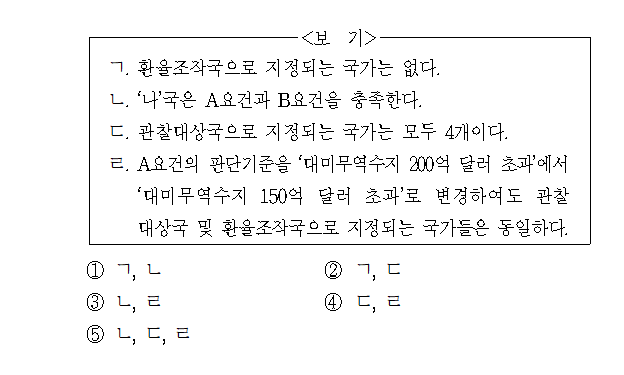 <보 기>
ㄱ. 환율조작국으로 지정되는 국가는 없다.
ㄴ. ‘나’국은 A요건과 B요건을 충족한다.
ㄷ. 관찰대상국으로 지정되는 국가는 모두 4개이다.
ㄹ. A요건의 판단기준을 ‘대미무역수지 200억 달러 초과’에서
‘대미무역수지 150억 달러 초과’로 변경하여도 관찰
대상국 및 환율조작국으로 지정되는 국가들은 동일하다.
① ㄱ, ㄴ ② ㄱ, ㄷ
③ ㄴ, ㄹ ④ ㄷ, ㄹ
⑤ ㄴ, ㄷ, ㄹ